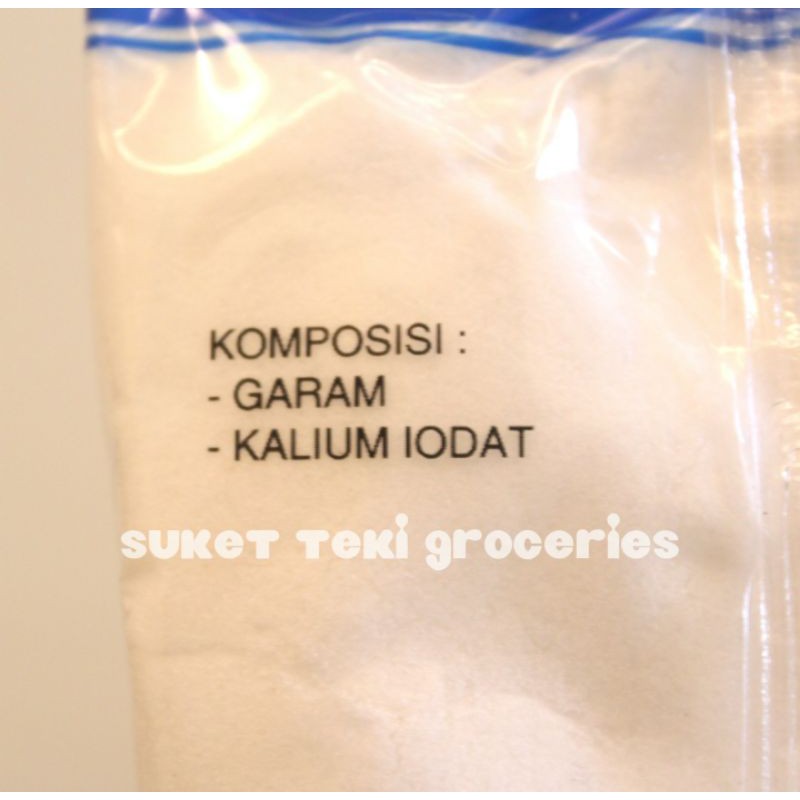 KOMPOSISI :
- GARAM
- KALIUM IODAT
SUKET TEKI GROCERIES